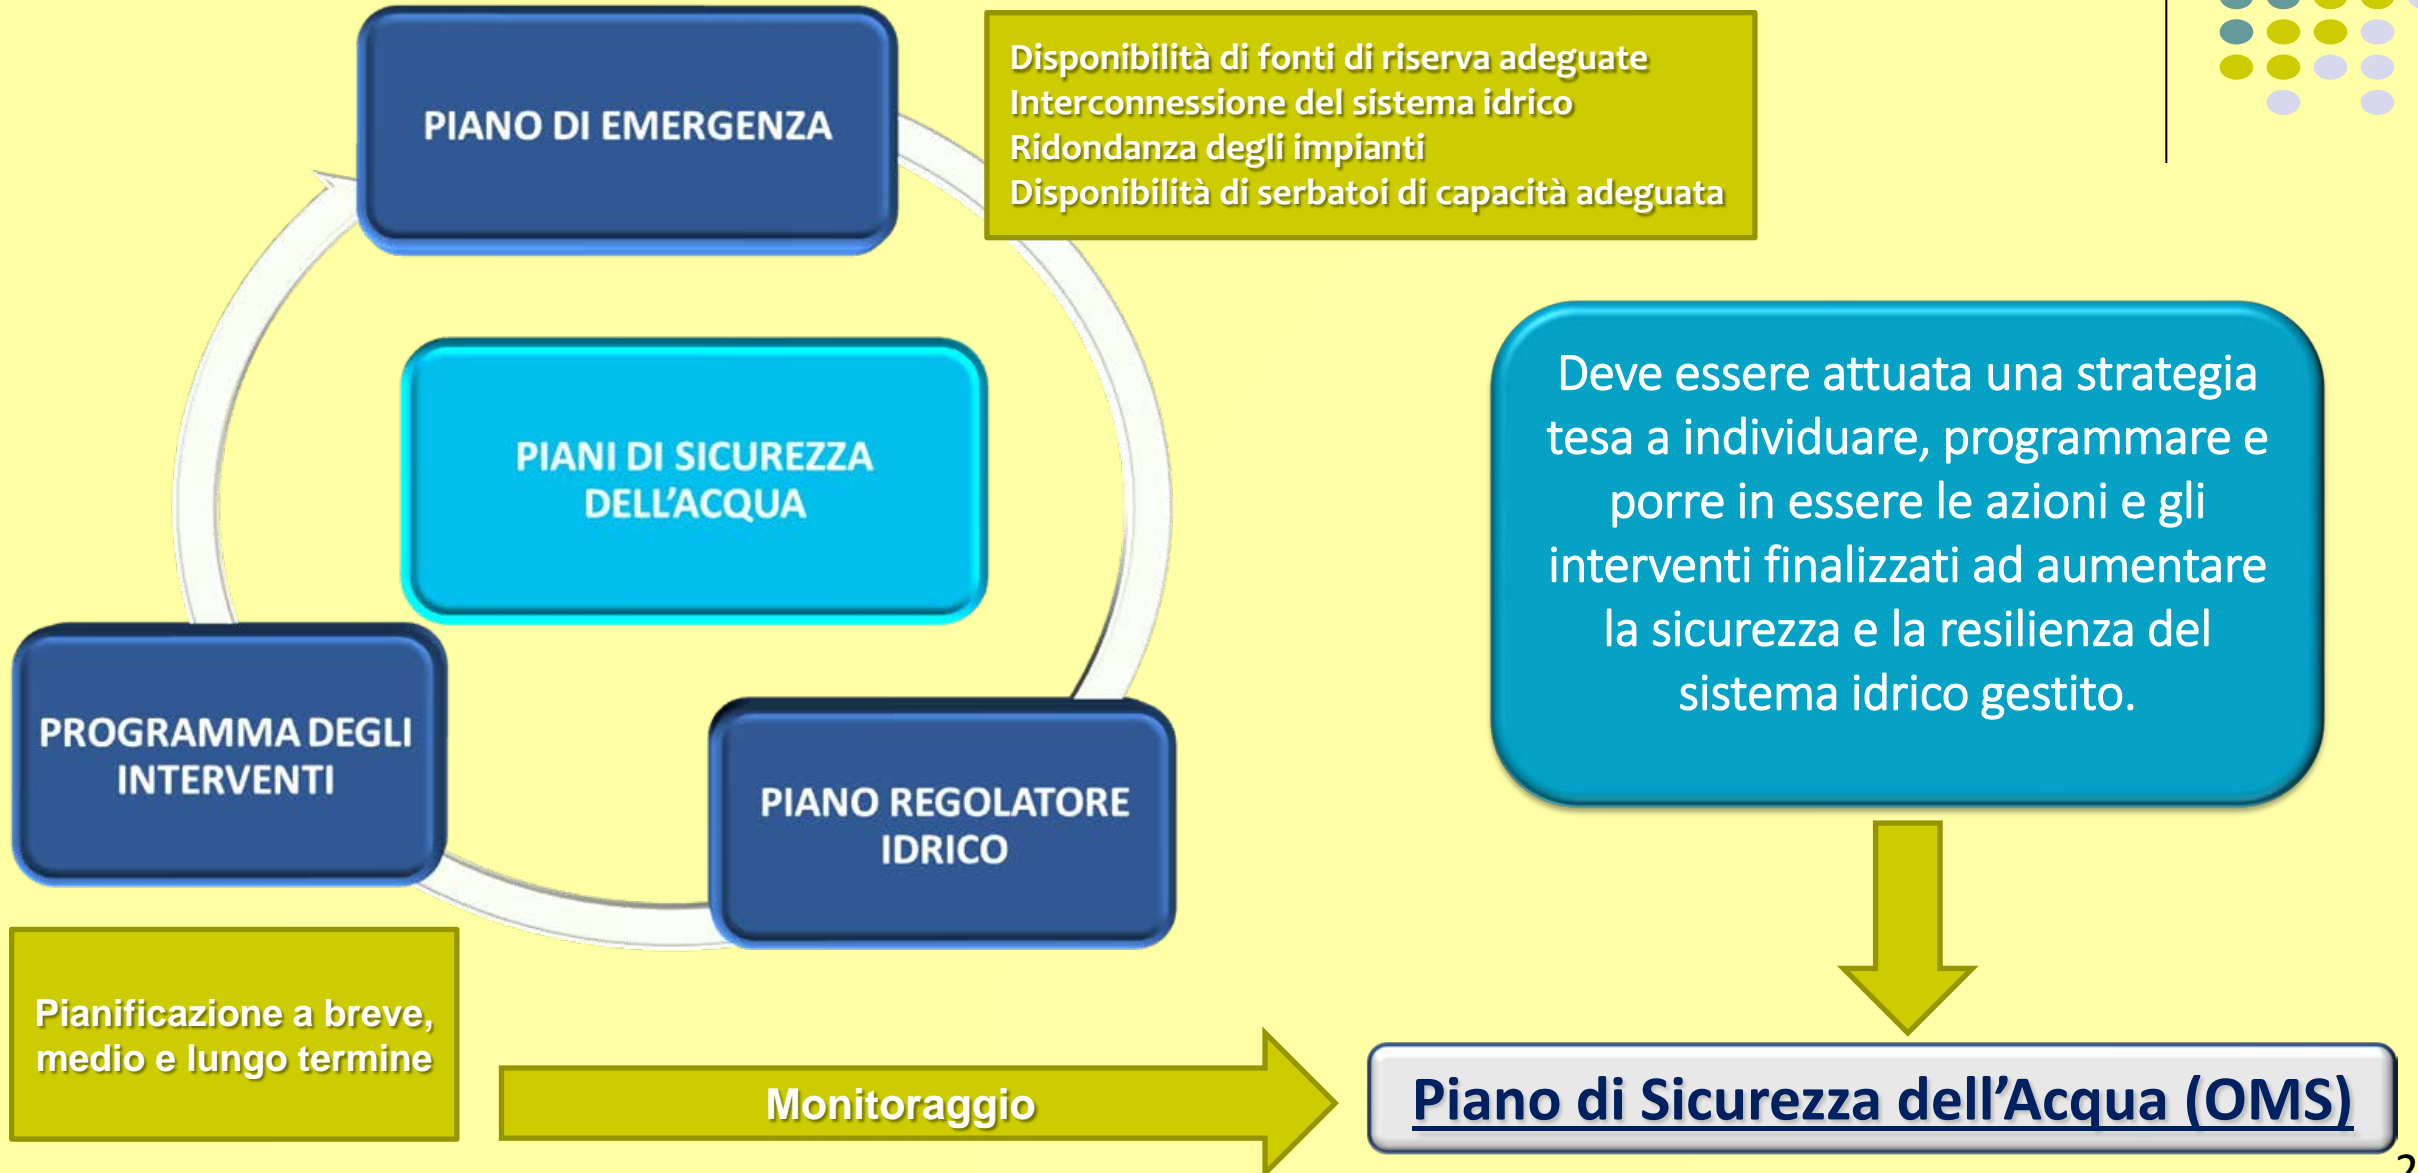 PIANO DI EMERGENZA
Disponibilità di fonti di riserva adeguate
Interconnessione del sistema idrico
Ridondanza degli impianti
Disponibilità di serbatoi di capacità adeguata
PIANI DI SICUREZZA
DELL’ACQUA
PROGRAMMA DEGLI
INTERVENTI
PIANO REGOLATORE
IDRICO
Pianificazione a breve,
medio e lungo termine
Deve essere attuata una strategia
tesa a individuare, programmare e
porre in essere le azioni e gli
interventi finalizzati ad aumentare
la sicurezza e la resilienza del
sistema idrico gestito.
Monitoraggio
Piano di Sicurezza dell’Acqua (OMS)